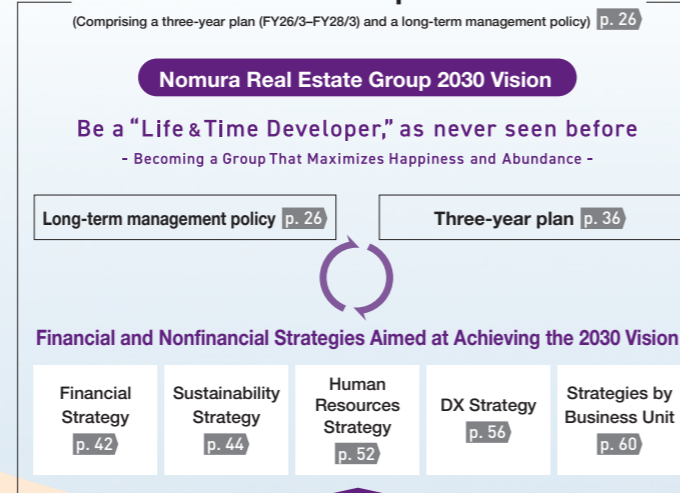 (Comprising a three-year plan (FY26/3–FY28/3) and a long-term management policy) p. 26
Nomura Real Estate Group 2030 Vision
Be a “Life & Time Developer,” as never seen before
- Becoming a Group That Maximizes Happiness and Abundance -
Long-term management policy p. 26
Three-year plan p. 36
Financial and Nonfinancial Strategies Aimed at Achieving the 2030 Vision
Financial
Strategy
p. 42
Sustainability
Strategy
p. 44
Human
Resources
Strategy
p. 52
DX Strategy
p. 56
Strategies by
Business Unit
p. 60